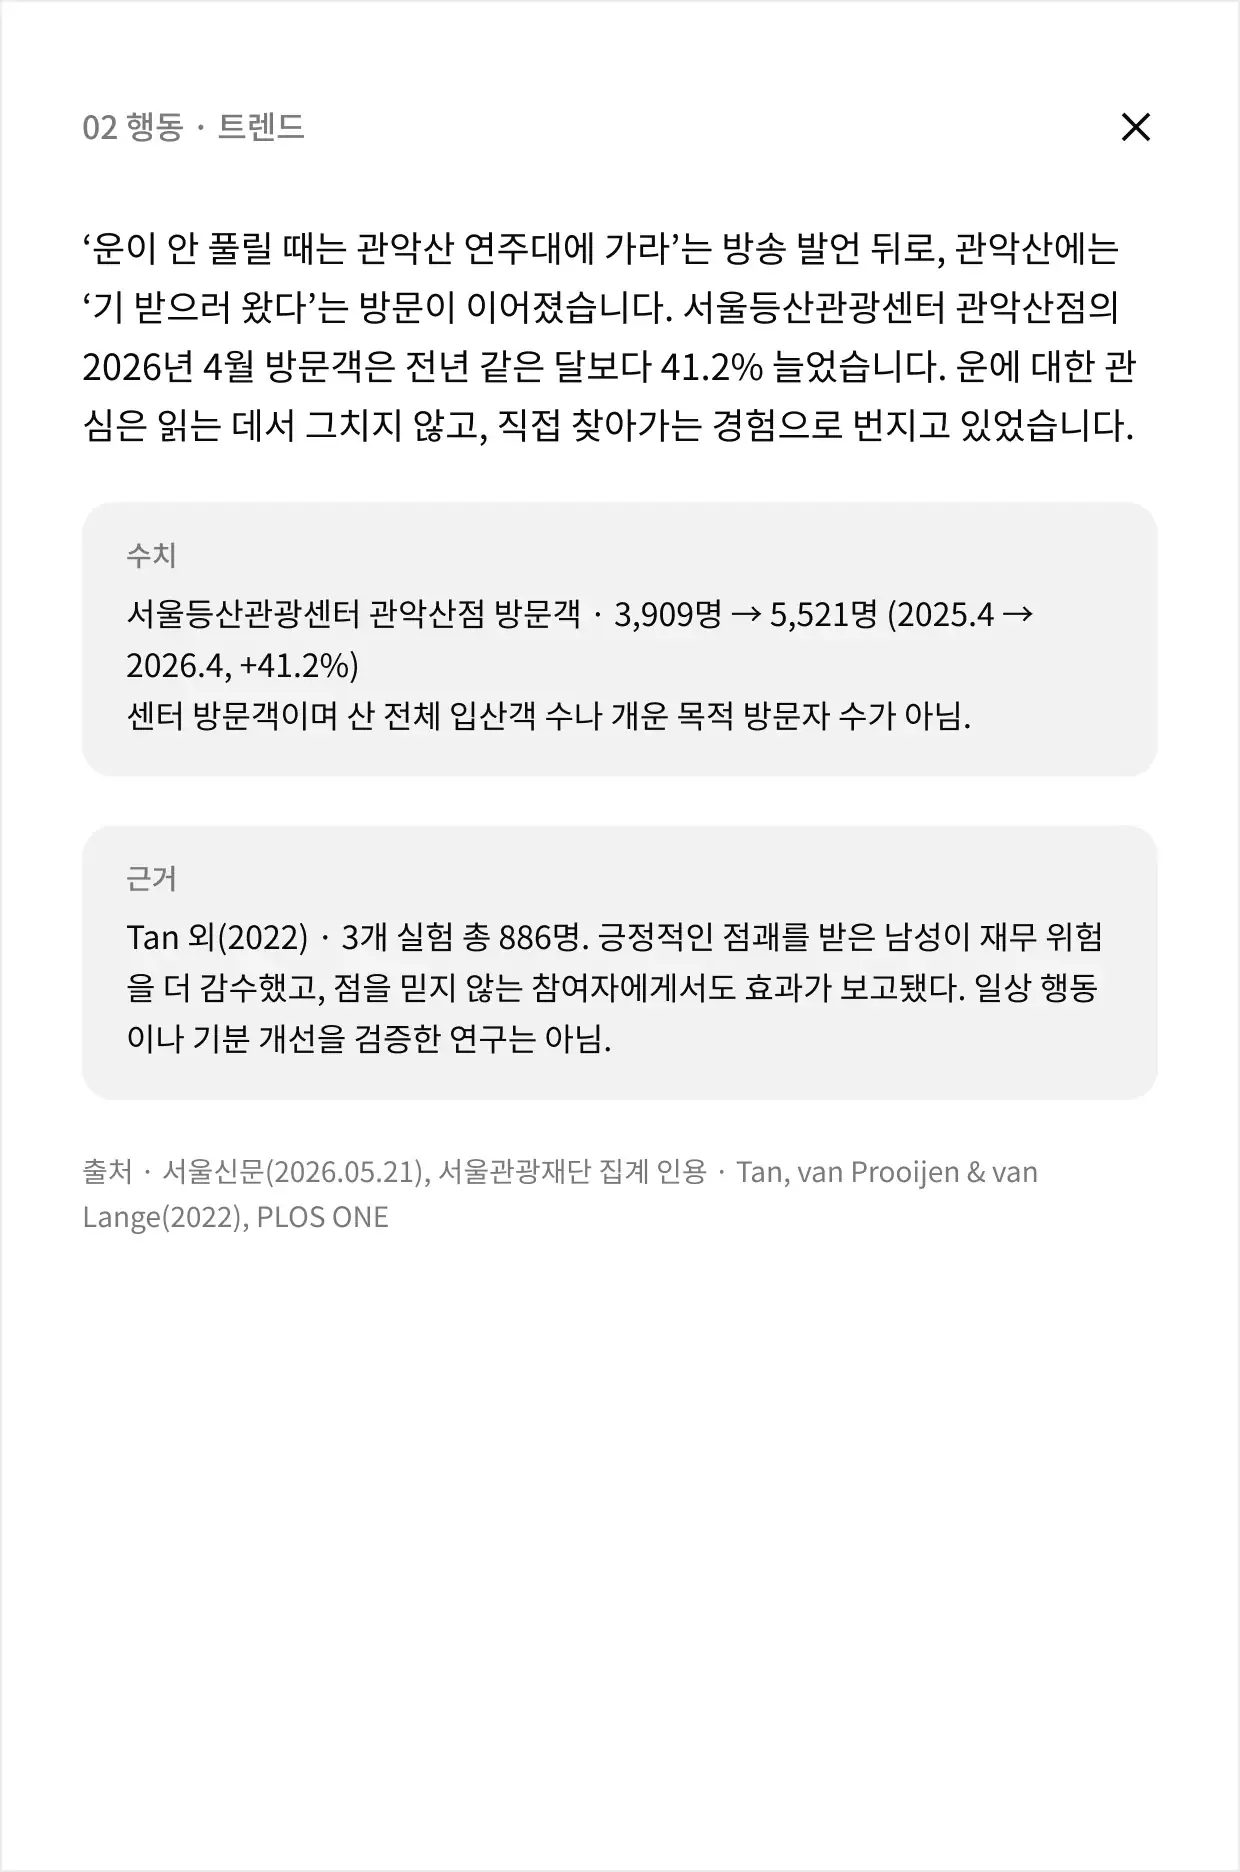 02 행동 · 트렌드
‘운이 안 풀릴 때는 관악산 연주대에 가라’는 방송 발언 뒤로, 관악산에는
‘기 받으러 왔다’는 방문이 이어졌습니다. 서울등산관광센터 관악산점의
2026년 4월 방문객은 전년 같은 달보다 41.2% 늘었습니다. 운에 대한 관
심은 읽는 데서 그치지 않고, 직접 찾아가는 경험으로 번지고 있었습니다.
수치
서울등산관광센터 관악산점 방문객 · 3,909명 → 5,521명 (2025.4 →
2026.4, +41.2%)
센터 방문객이며 산 전체 입산객 수나 개운 목적 방문자 수가 아님.
근거
Tan 외(2022) · 3개 실험 총 886명. 긍정적인 점괘를 받은 남성이 재무 위험
을 더 감수했고, 점을 믿지 않는 참여자에게서도 효과가 보고됐다. 일상 행동
이나 기분 개선을 검증한 연구는 아님.
출처 · 서울신문(2026.05.21), 서울관광재단 집계 인용 · Tan, van Prooijen & van
Lange(2022), PLOS ONE